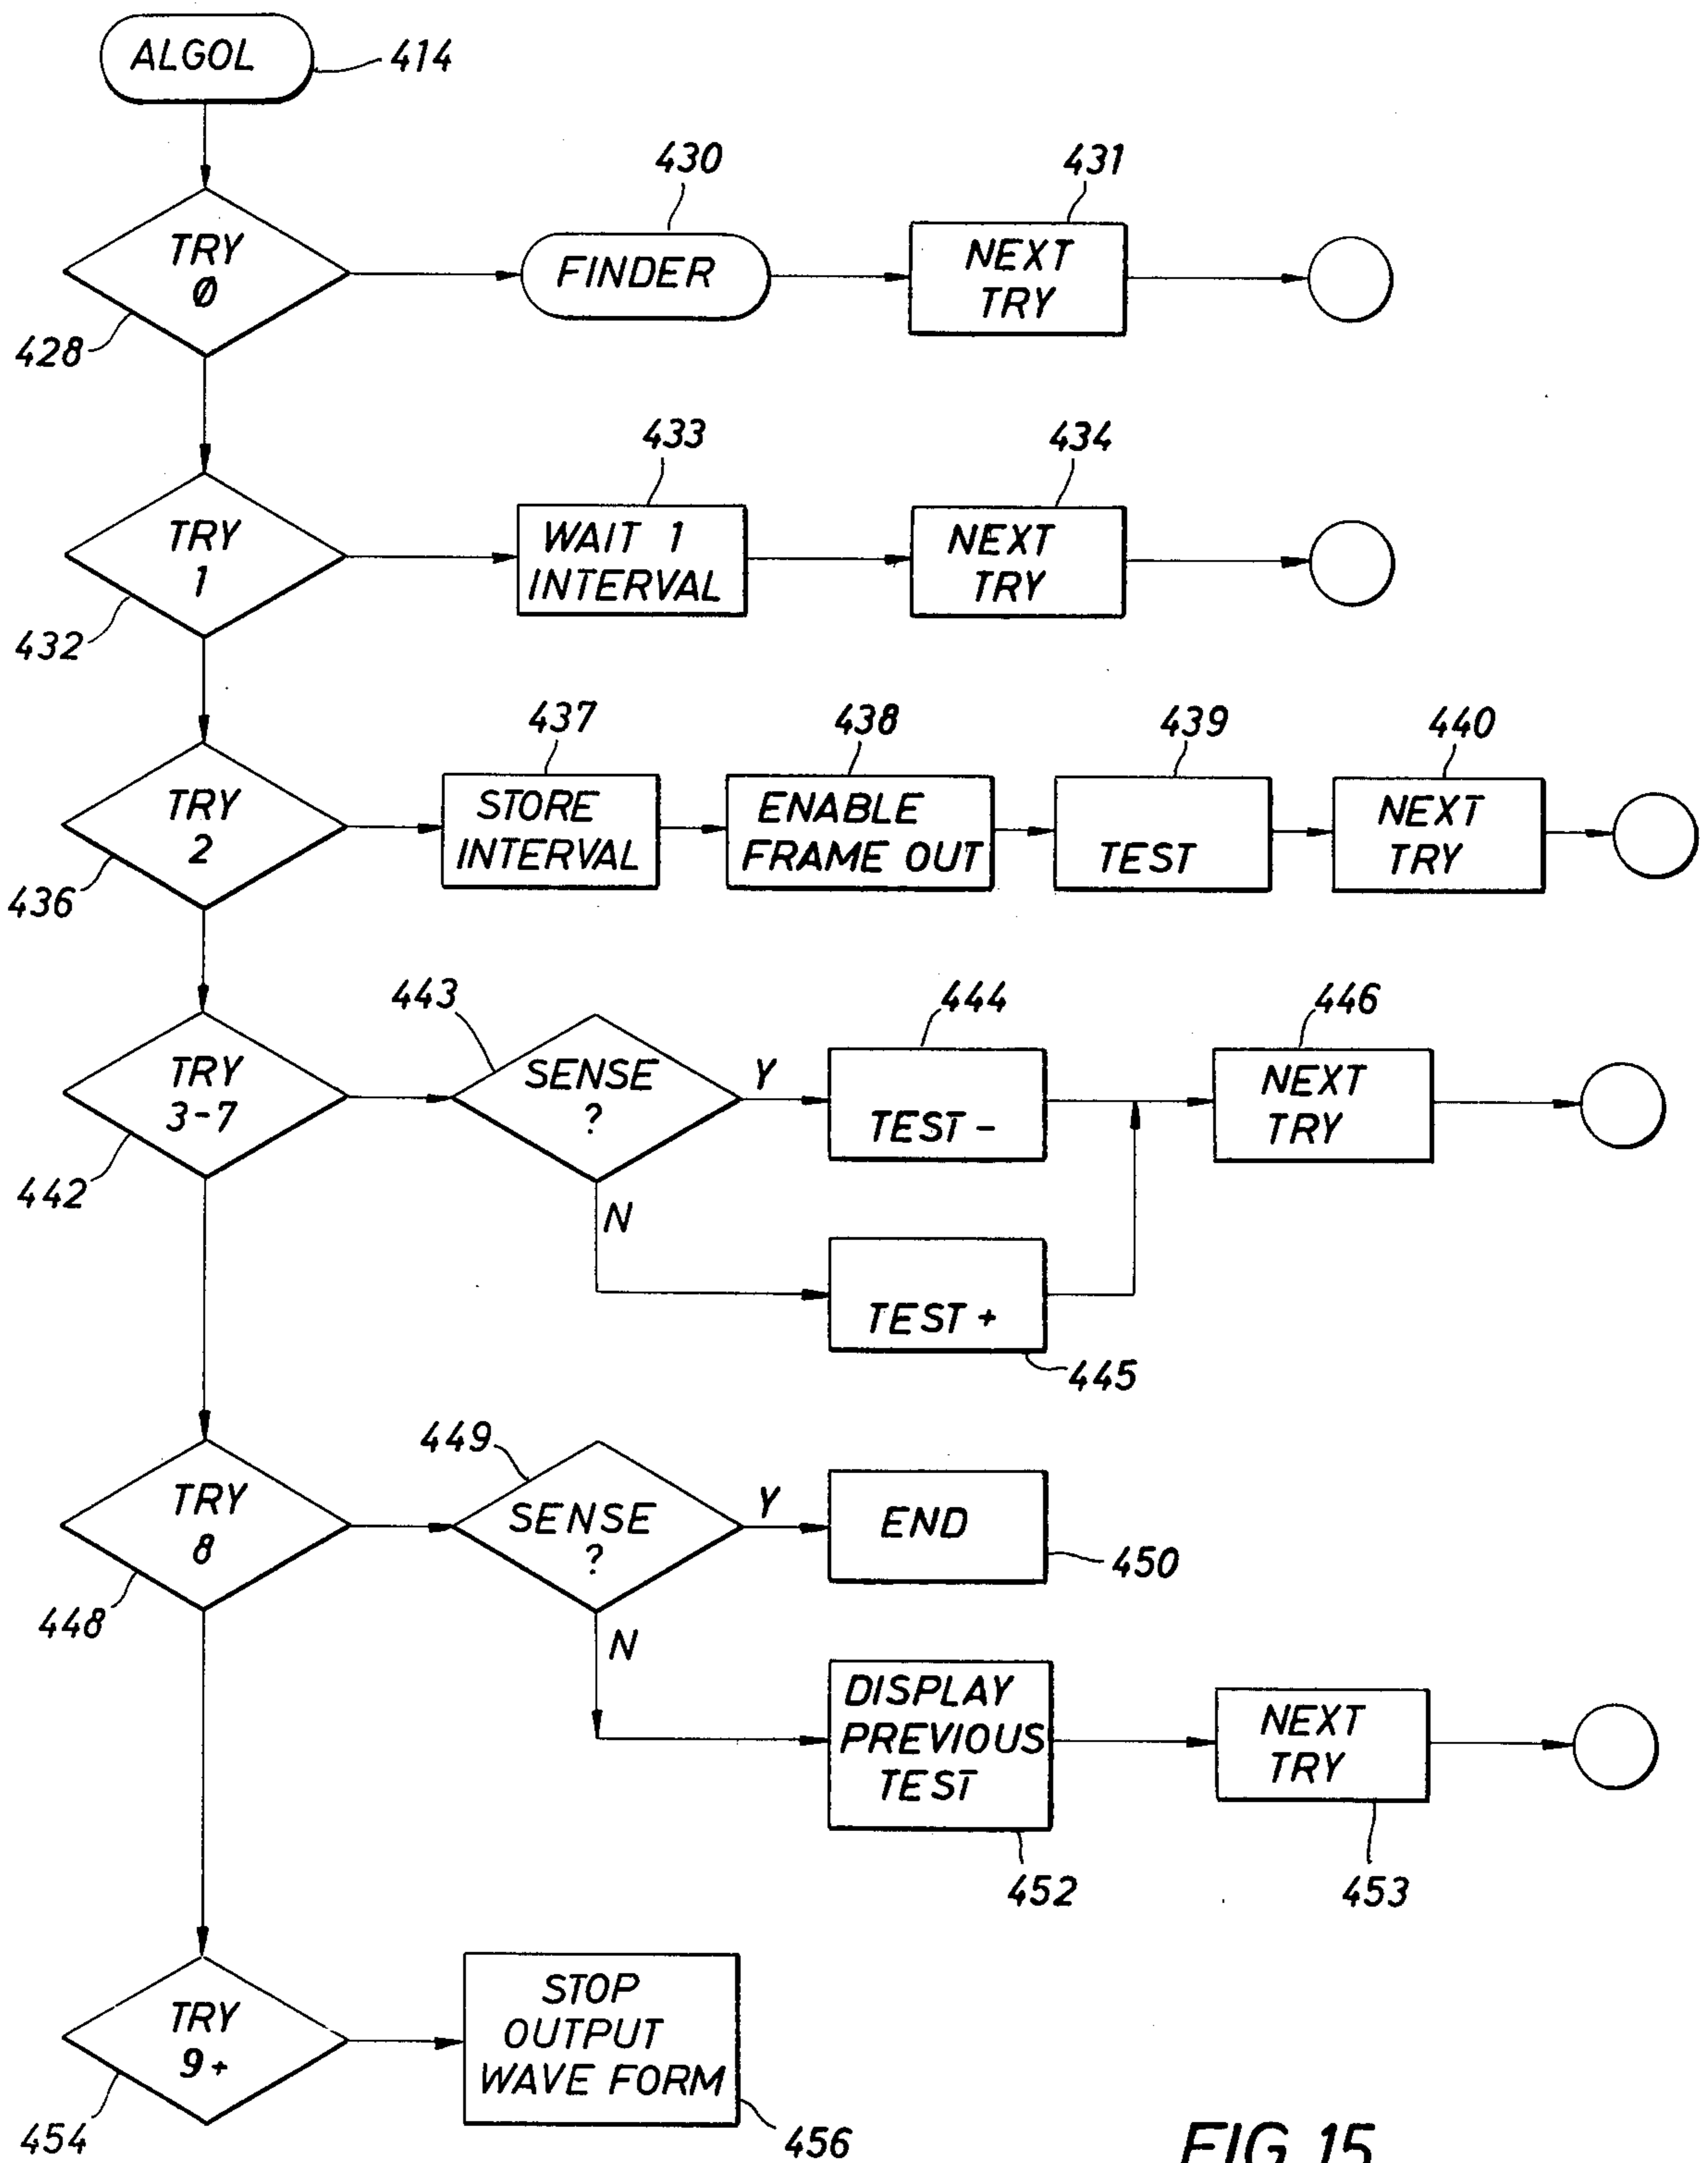 ALGOL
414
430
431
TRY
Ø
FINDER
NEXT
TRY
428
433
434
TRY
1
WAIT 1
INTERVAL
NEXT
TRY
432
437
438
439
440
TRY
2
STORE
INTERVAL
ENABLE
FRAME OUT
TEST
NEXT
TRY
436
443
444
446
TRY
3-7
SENSE
?
Y
TEST -
NEXT
TRY
442
N
TEST +
445
449
TRY
8
SENSE
?
Y
END
450
448
N
DISPLAY
PREVIOUS
TEST
NEXT
TRY
452
453
TRY
9+
STOP
OUTPUT
WAVE FORM
454
456
FIG. 15